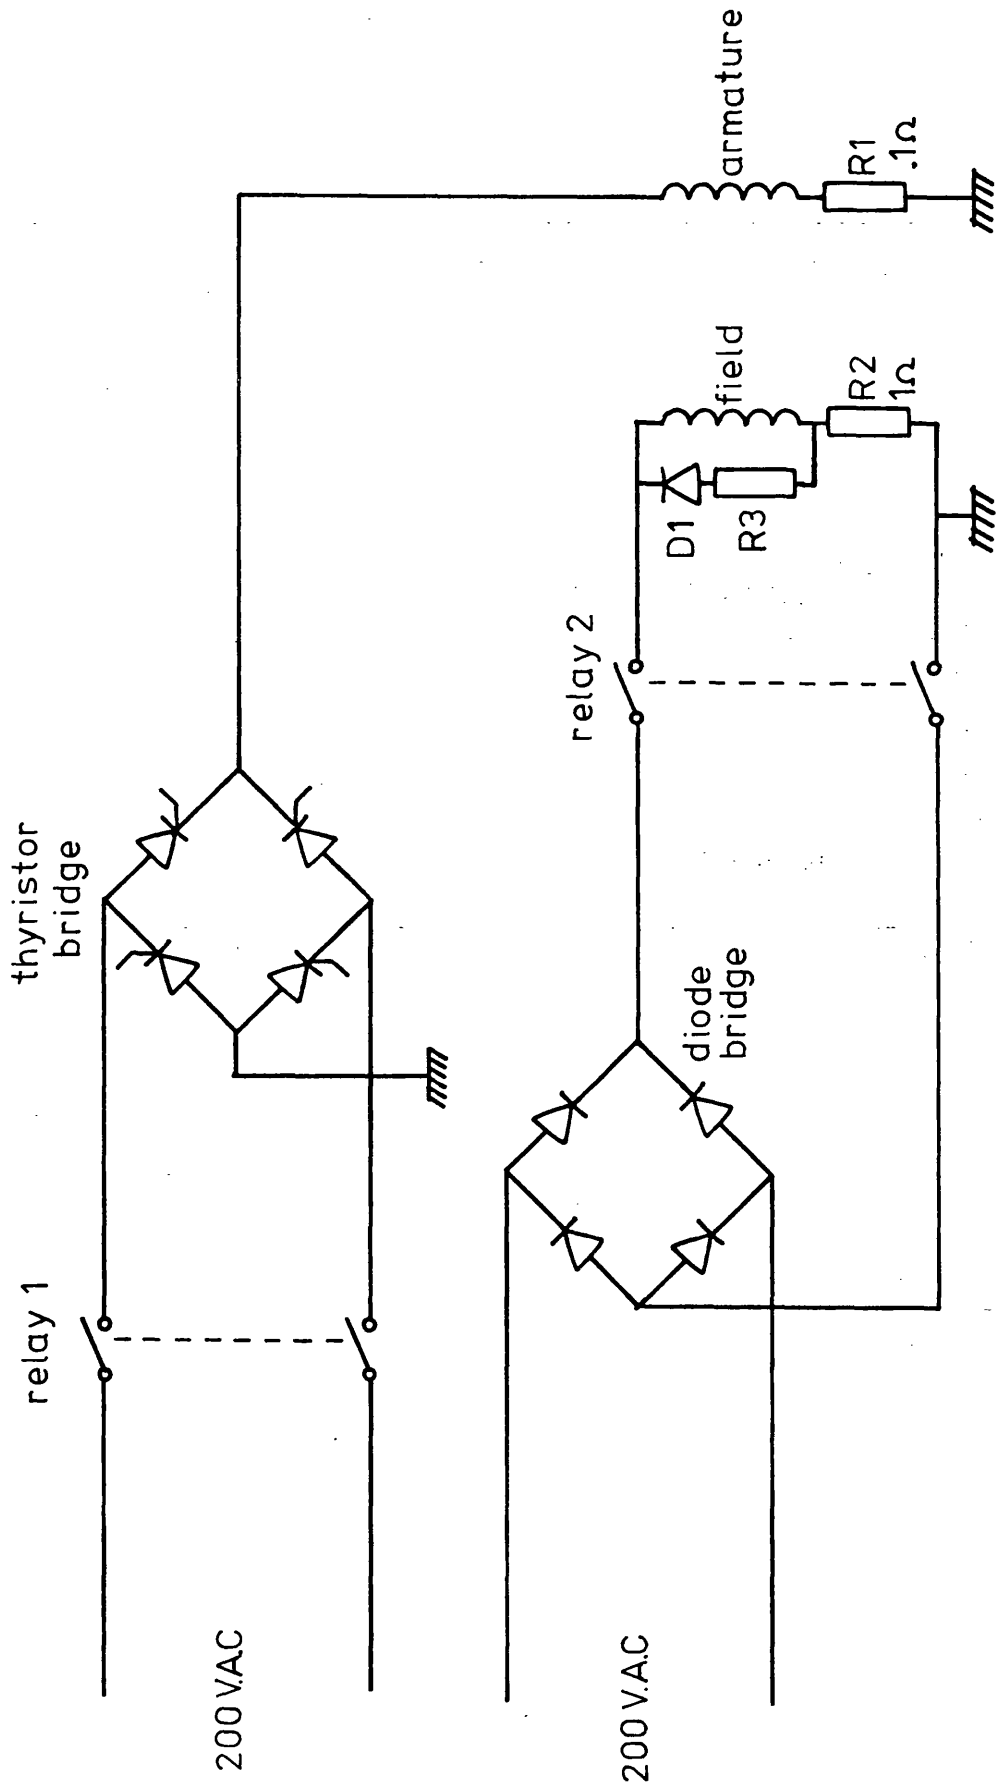 relay 1
thyristor
bridge
200 V.A.C
armature
R1
.1Ω
200 V.A.C
diode
bridge
relay 2
D1
R3
field
R2
1Ω